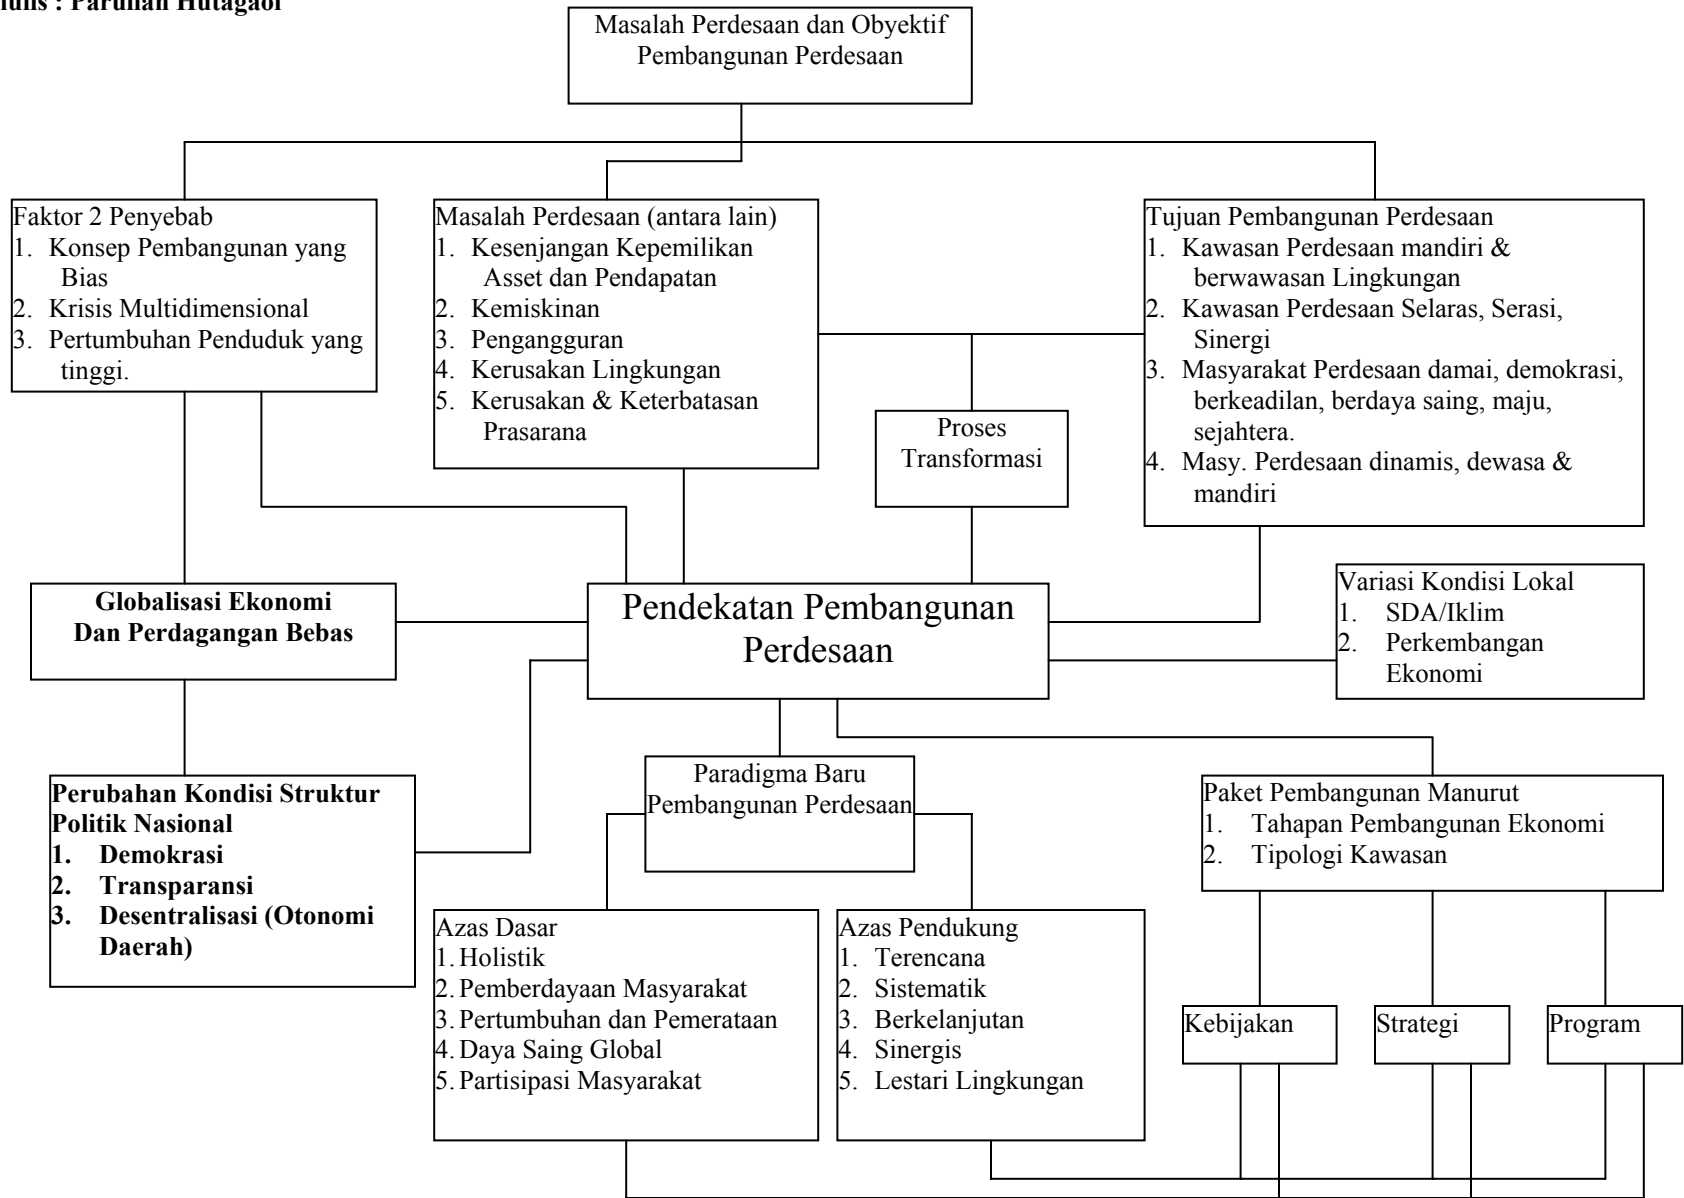 : Parulian Hutagaol
Masalah Perdesaan dan Obyektif
Pembangunan Perdesaan
Faktor 2 Penyebab
1. Konsep Pembangunan yang
Bias
2. Krisis Multidimensional
3. Pertumbuhan Penduduk yang
tinggi.
Masalah Perdesaan (antara lain)
1. Kesenjangan Kepemilikan
Asset dan Pendapatan
2. Kemiskinan
3. Pengangguran
4. Kerusakan Lingkungan
5. Kerusakan & Keterbatasan
Prasarana
Tujuan Pembangunan Perdesaan
1. Kawasan Perdesaan mandiri &
berwawasan Lingkungan
2. Kawasan Perdesaan Selaras, Serasi,
Sinergi
3. Masyarakat Perdesaan damai, demokrasi,
berkeadilan, berdaya saing, maju,
sejahtera.
4. Masy. Perdesaan dinamis, dewasa &
mandiri
Proses
Transformasi
Globalisasi Ekonomi
Dan Perdagangan Bebas
Pendekatan Pembangunan
Perdesaan
Variasi Kondisi Lokal
1. SDA/Iklim
2. Perkembangan
Ekonomi
Perubahan Kondisi Struktur
Politik Nasional
1. Demokrasi
2. Transparansi
3. Desentralisasi (Otonomi
Daerah)
Paradigma Baru
Pembangunan Perdesaan
Paket Pembangunan Manurut
1. Tahapan Pembangunan Ekonomi
2. Tipologi Kawasan
Azas Dasar
1. Holistik
2. Pemberdayaan Masyarakat
3. Pertumbuhan dan Pemerataan
4. Daya Saing Global
5. Partisipasi Masyarakat
Azas Pendukung
1. Terencana
2. Sistematik
3. Berkelanjutan
4. Sinergis
5. Lestari Lingkungan
Kebijakan
Strategi
Program